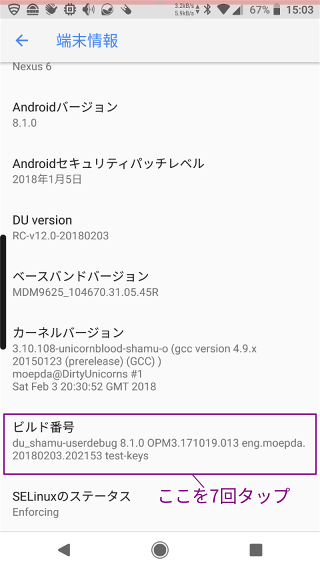 3.2K/s
5.9K/s
67%
15:03
端末情報
Nexus 6
Androidバージョン
8.1.0
Androidセキュリティパッチレベル
2018年1月5日
DU version
RC-v12.0-20180203
ベースバンドバージョン
MDM9625_104670.31.05.45R
カーネルバージョン
3.10.108-unicornblood-shamu-o (gcc version 4.9.x
20150123 (prerelease) (GCC) )
moepda@DirtyUnicorns #1
Sat Feb 3 20:30:52 GMT 2018
ビルド番号
du_shamu-userdebug 8.1.0 OPM3.171019.013 eng.moepda.
20180203.202153 test-keys
ここを7回タップ
SELinuxのステータス
Enforcing